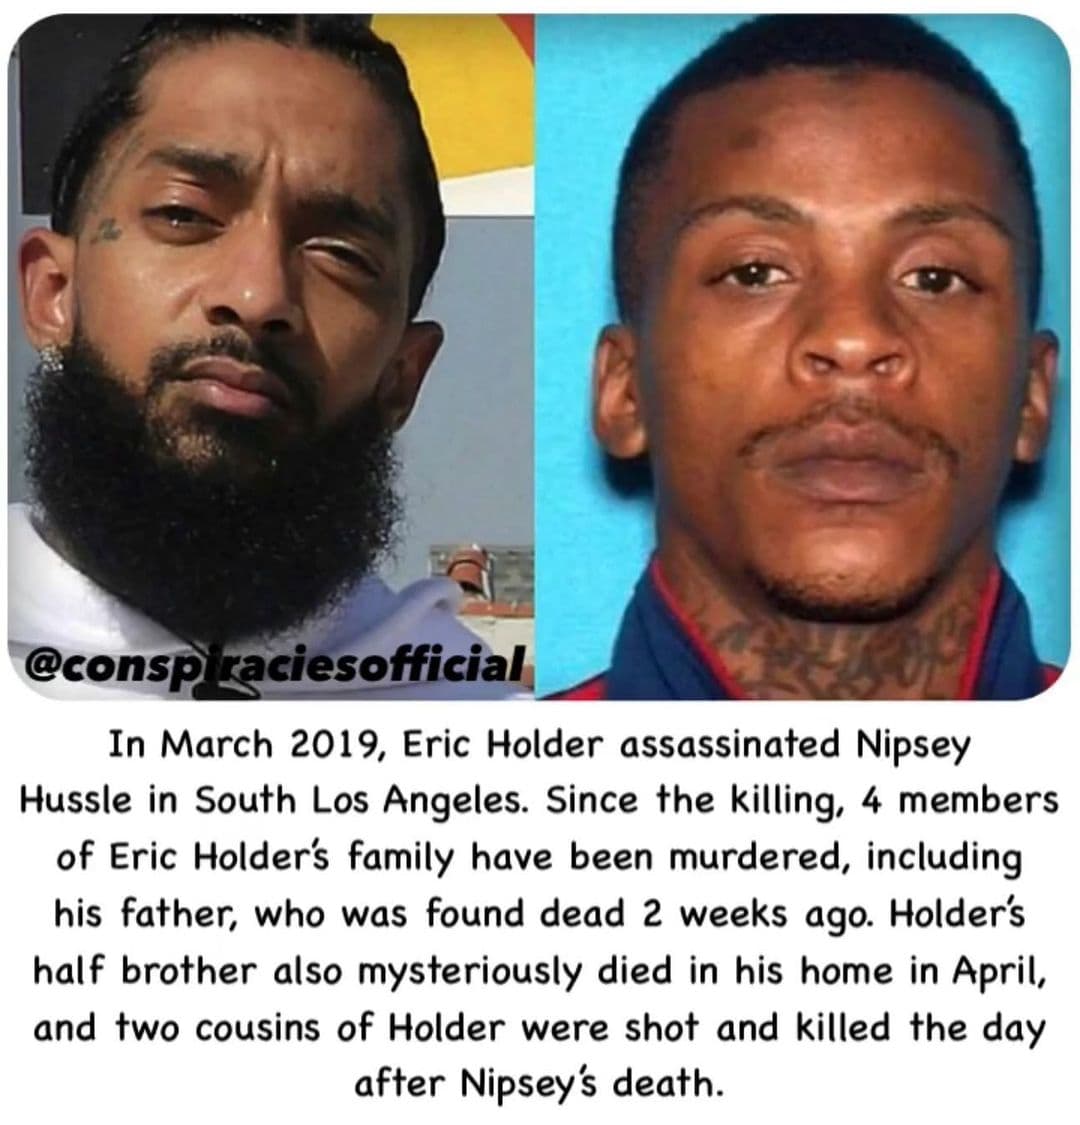 @conspiraciesofficial
In March 2019, Eric Holder assassinated Nipsey
Hussle in South Los Angeles. Since the killing, 4 members
of Eric Holder's family have been murdered, including
his father, who was found dead 2 weeks ago. Holder's
half brother also mysteriously died in his home in April,
and two cousins of Holder were shot and killed the day
after Nipsey's death.